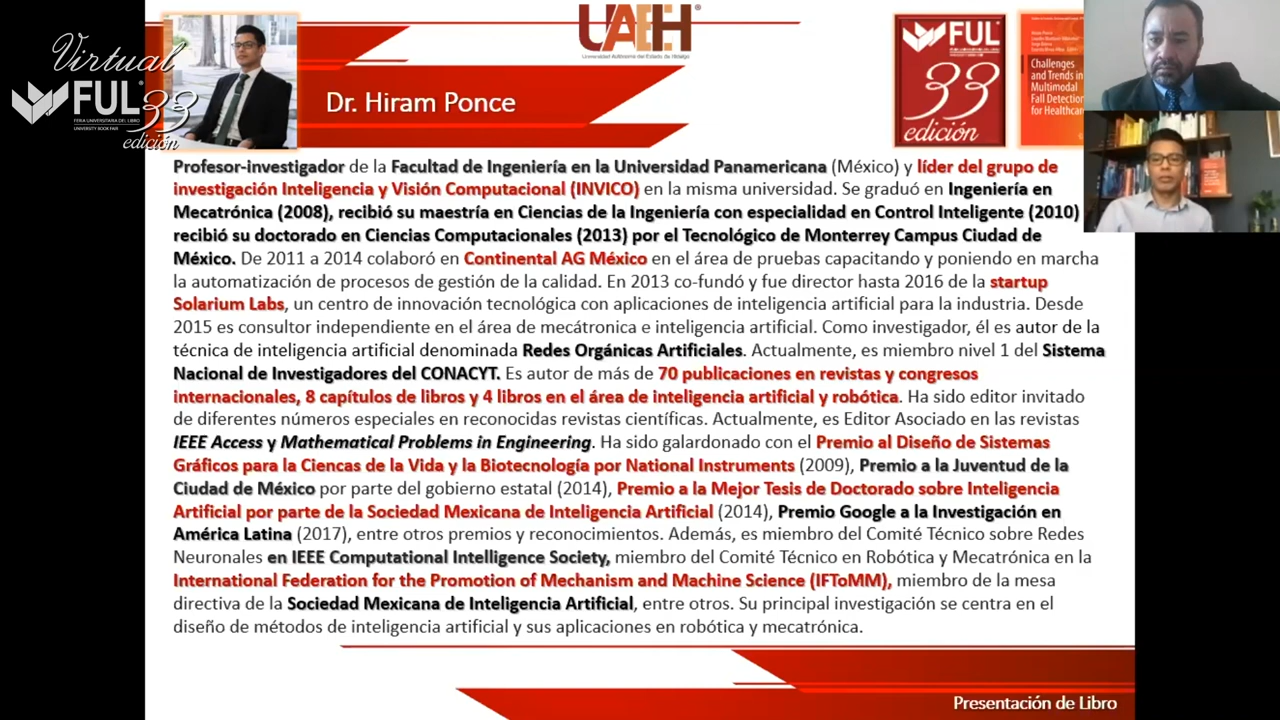 Virtual
FUL
33
FERIA UNIVERSITARIA DEL LIBRO
UNIVERSITY BOOK FAIR
edición
UAEH
Universidad Autónoma del Estado de Hidalgo
Dr. Hiram Ponce
FUL
33
edición
Challenges
and Trends in
Multimodal
Fall Detection
for Healthcare
Profesor-investigador de la Facultad de Ingeniería en la Universidad Panamericana (México) y líder del grupo de
investigación Inteligencia y Visión Computacional (INVICO) en la misma universidad. Se graduó en Ingeniería en
Mecatrónica (2008), recibió su maestría en Ciencias de la Ingeniería con especialidad en Control Inteligente (2010)
recibió su doctorado en Ciencias Computacionales (2013) por el Tecnológico de Monterrey Campus Ciudad de
México. De 2011 a 2014 colaboró en Continental AG México en el área de pruebas capacitando y poniendo en marcha
la automatización de procesos de gestión de la calidad. En 2013 co-fundó y fue director hasta 2016 de la startup
Solarium Labs, un centro de innovación tecnológica con aplicaciones de inteligencia artificial para la industria. Desde
2015 es consultor independiente en el área de mecátronica e inteligencia artificial. Como investigador, él es autor de la
técnica de inteligencia artificial denominada Redes Orgánicas Artificiales. Actualmente, es miembro nivel 1 del Sistema
Nacional de Investigadores del CONACYT. Es autor de más de 70 publicaciones en revistas y congresos
internacionales, 8 capítulos de libros y 4 libros en el área de inteligencia artificial y robótica. Ha sido editor invitado
de diferentes números especiales en reconocidas revistas científicas. Actualmente, es Editor Asociado en las revistas
IEEE Access y Mathematical Problems in Engineering. Ha sido galardonado con el Premio al Diseño de Sistemas
Gráficos para la Ciencas de la Vida y la Biotecnología por National Instruments (2009), Premio a la Juventud de la
Ciudad de México por parte del gobierno estatal (2014), Premio a la Mejor Tesis de Doctorado sobre Inteligencia
Artificial por parte de la Sociedad Mexicana de Inteligencia Artificial (2014), Premio Google a la Investigación en
América Latina (2017), entre otros premios y reconocimientos. Además, es miembro del Comité Técnico sobre Redes
Neuronales en IEEE Computational Intelligence Society, miembro del Comité Técnico en Robótica y Mecatrónica en la
International Federation for the Promotion of Mechanism and Machine Science (IFToMM), miembro de la mesa
directiva de la Sociedad Mexicana de Inteligencia Artificial, entre otros. Su principal investigación se centra en el
diseño de métodos de inteligencia artificial y sus aplicaciones en robótica y mecatrónica.
Presentación de Libro